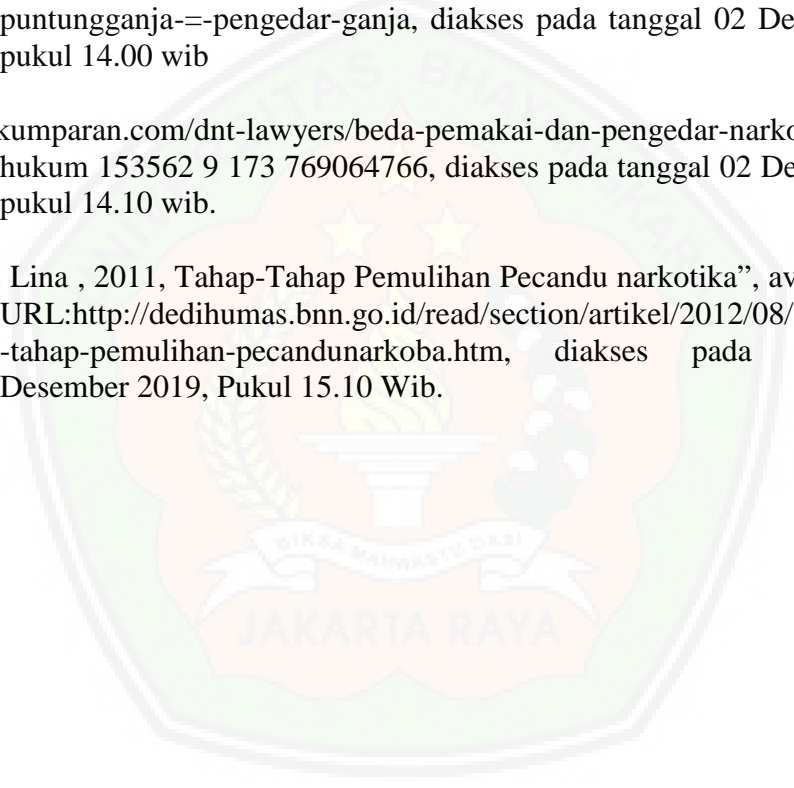 puntungganja-=-pengedar-ganja, diakses pada tanggal 02 De
pukul 14.00 wib
kumparan.com/dnt-lawyers/beda-pemakai-dan-pengedar-narko
hukum 153562 9 173 769064766, diakses pada tanggal 02 De
pukul 14.10 wib.
Lina , 2011, Tahap-Tahap Pemulihan Pecandu narkotika”, av
URL:http://dedihumas.bnn.go.id/read/section/artikel/2012/08/
-tahap-pemulihan-pecandunarkoba.htm, diakses pada
Desember 2019, Pukul 15.10 Wib.
BIKSA MAHWASTU DASI
JAKARTA RAYA